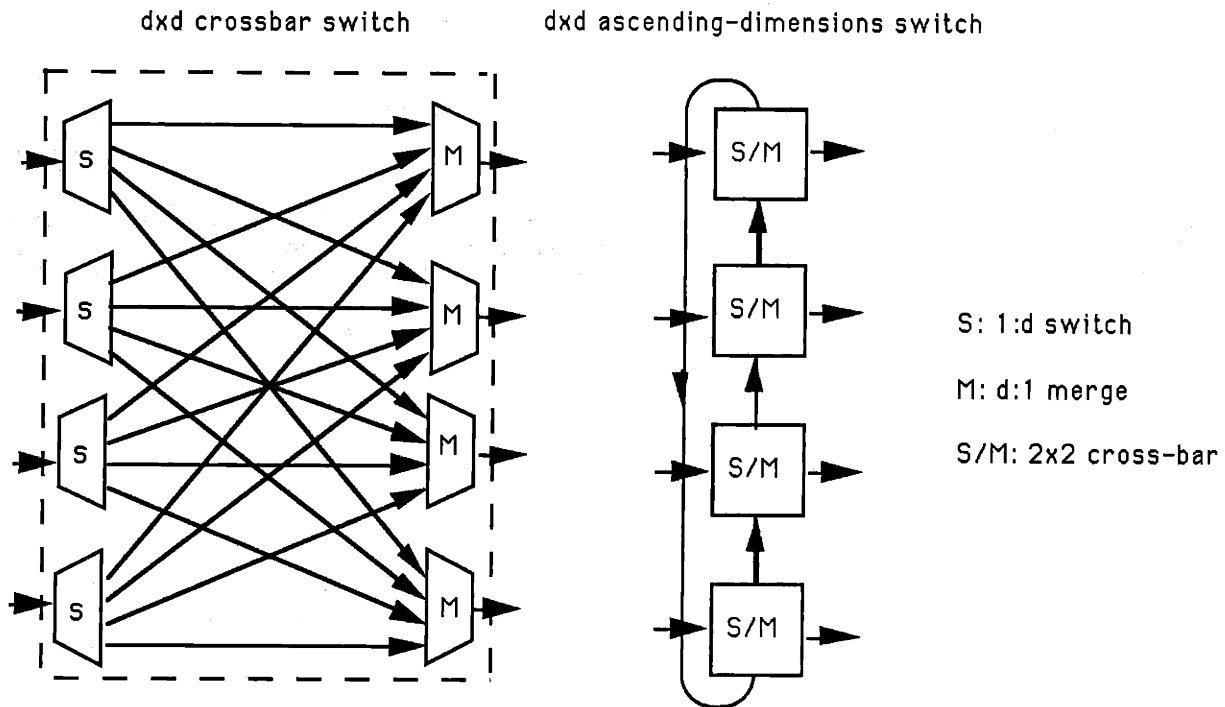 dxd crossbar switch
dxd ascending-dimensions switch
S
M
S
M
S
M
S
M
S/M
S/M
S/M
S/M
S: 1:d switch
M: d:1 merge
S/M: 2x2 cross-bar